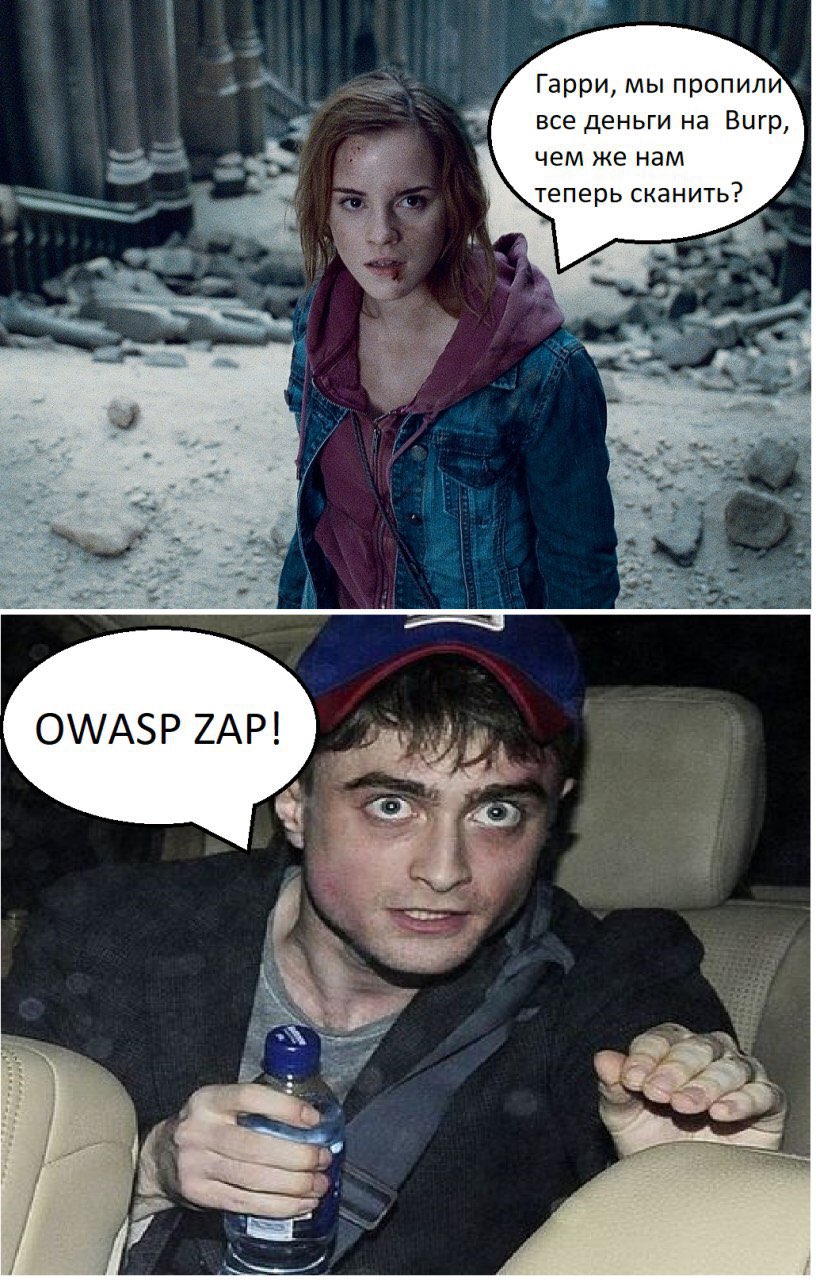 Гарри, мы пропили
все деньги на  Burp,
чем же нам
теперь сканить?
OWASP ZAP!